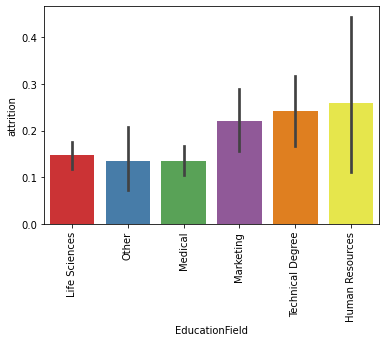 0.4
0.3
0.2
0.1
0.0
attrition
Life Sciences
Other
Medical
Marketing
Technical Degree
Human Resources
EducationField